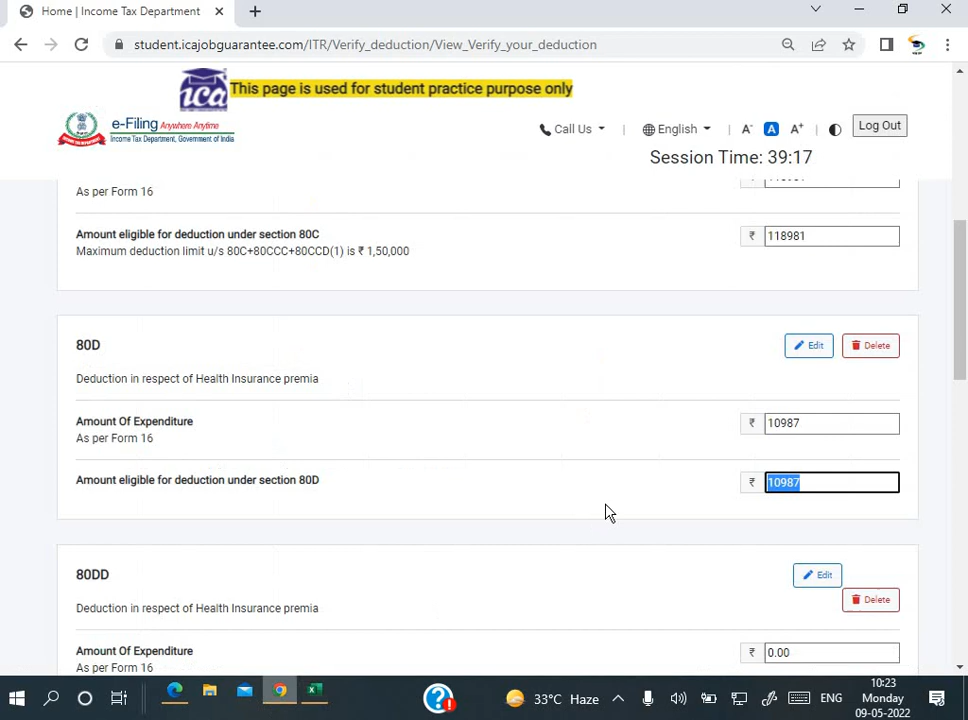 Home | Income Tax Department
student.icajobguarantee.com/ITR/Verify_deduction/View_Verify_your_deduction
ica
This page is used for student practice purpose only
e-Filing Anywhere Anytime
Income Tax Department, Government of India
Call Us
English
A-
A
A+
Log Out
Session Time: 39:17
As per Form 16
₹ 118981
Amount eligible for deduction under section 80C
Maximum deduction limit u/s 80C+80CCC+80CCD(1) is ₹ 1,50,000
₹ 118981
80D
Edit
Delete
Deduction in respect of Health Insurance premia
Amount Of Expenditure
As per Form 16
₹ 10987
Amount eligible for deduction under section 80D
₹ 10987
80DD
Edit
Delete
Deduction in respect of Health Insurance premia
Amount Of Expenditure
As per Form 16
₹ 0.00
33°C Haze
ENG
10:23
Monday
09-05-2022